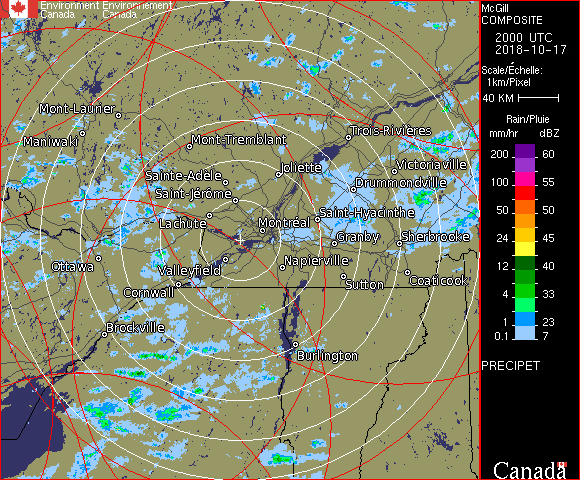 Environment Environnement
Canada Canada
McGill
COMPOSITE
2000 UTC
2018-10-17
Scale/Échelle:
1km/Pixel
40 KM
Rain/Pluie
mm/hr dBZ
200 60
100 55
50 50
24 45
12 40
4 33
1 23
0.1 7
PRECIPET
Canada
Mont-Laurier
Maniwaki
Mont-Tremblant
Trois-Rivières
Joliette
Victoriaville
Sainte-Adèle
Drummondville
Saint-Jérôme
Saint-Hyacinthe
Lachute
Montréal
Granby
Sherbrooke
Ottawa
Valleyfield
Napierville
Cornwall
Sutton
Coaticook
Brockville
Burlington